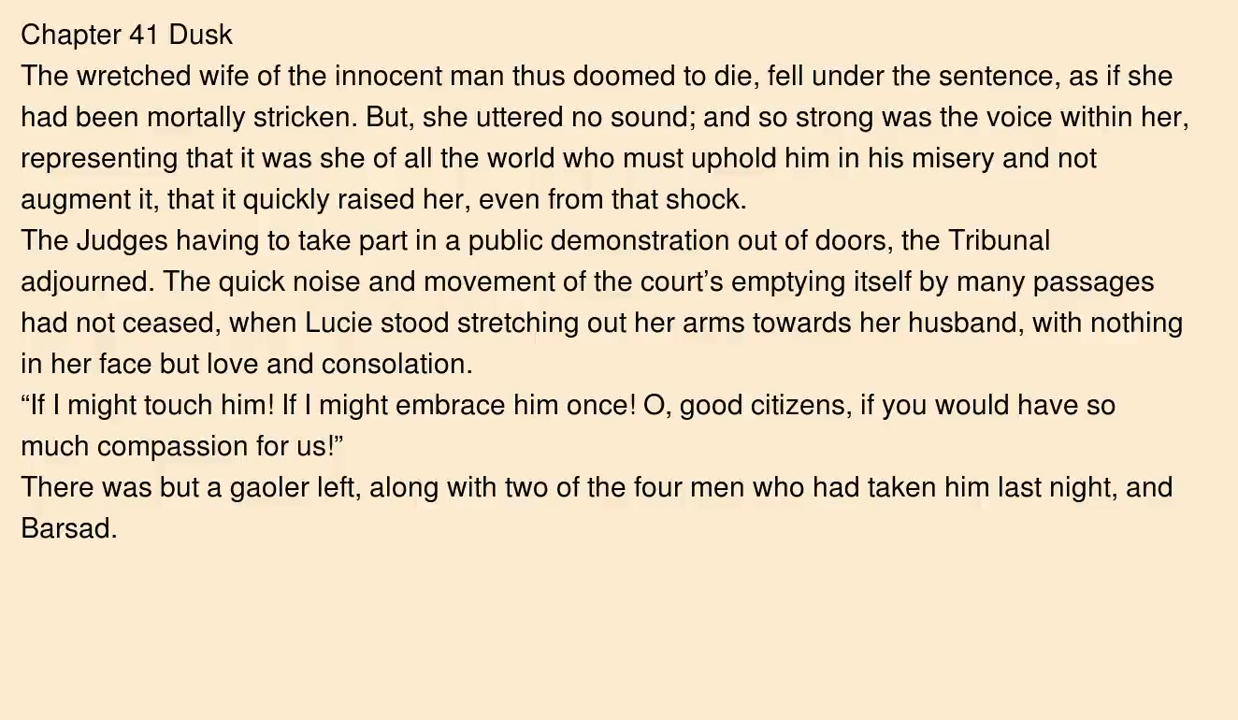 Chapter 41 Dusk
The wretched wife of the innocent man thus doomed to die, fell under the sentence, as if she
had been mortally stricken. But, she uttered no sound; and so strong was the voice within her,
representing that it was she of all the world who must uphold him in his misery and not
augment it, that it quickly raised her, even from that shock.
The Judges having to take part in a public demonstration out of doors, the Tribunal
adjourned. The quick noise and movement of the court’s emptying itself by many passages
had not ceased, when Lucie stood stretching out her arms towards her husband, with nothing
in her face but love and consolation.
“If I might touch him! If I might embrace him once! O, good citizens, if you would have so
much compassion for us!”
There was but a gaoler left, along with two of the four men who had taken him last night, and
Barsad.